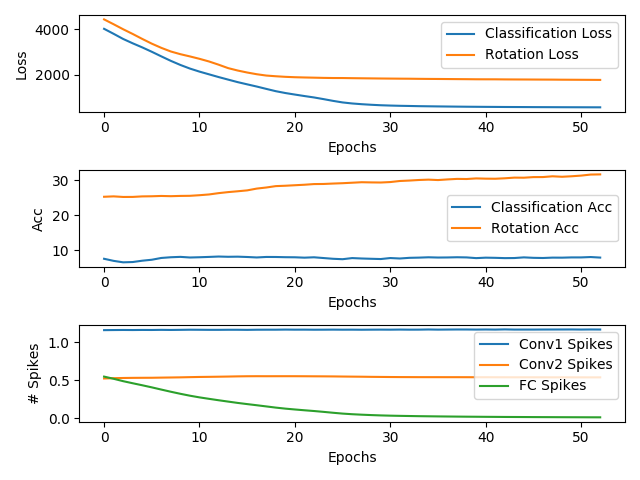 4000
2000
Loss
Classification Loss
Rotation Loss
0 10 20 30 40 50
Epochs
30
20
10
Acc
Classification Acc
Rotation Acc
0 10 20 30 40 50
Epochs
1.0
0.5
0.0
# Spikes
Conv1 Spikes
Conv2 Spikes
FC Spikes
0 10 20 30 40 50
Epochs